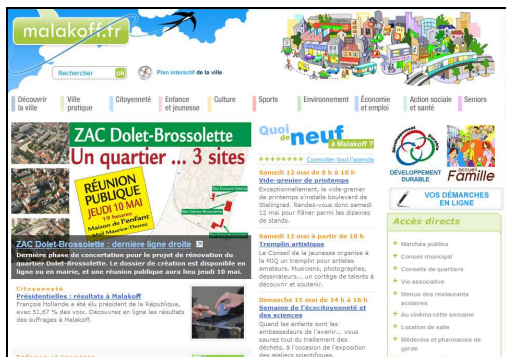 malakoff.fr
Rechercher ok Plan interactif de la ville
Découvrir la ville
Ville pratique
Citoyenneté
Enfance et jeunesse
Culture
Sports
Environnement
Économie et emploi
Action sociale et santé
Seniors
ZAC Dolet-Brossolette
Un quartier ... 3 sites
RÉUNION
PUBLIQUE
JEUDI 10 MAI
19 heures
Maison de l'enfant
Mail Maurice-Thorez
ZAC Dolet-Brossolette : dernière ligne droite
Dernière phase de concertation pour le projet de rénovation du
quartier Dolet-Brossolette. Le dossier de création est disponible en
ligne ou en mairie, et une réunion publique aura lieu jeudi 10 mai.
Citoyenneté
Présidentielles : résultats à Malakoff
François Hollande a été élu président de la République,
avec 51,67 % des voix. Découvrez en ligne les résultats
des suffrages à Malakoff.
Quoi de neuf à Malakoff ?
++++++++ Consulter tout l'agenda
Samedi 12 mai de 8 h à 18 h
Vide-grenier de printemps
Exceptionnellement, le vide-grenier
de printemps s'installe boulevard de
Stalingrad. Rendez-vous donc samedi
12 mai pour flâner parmi les dizaines
de stands.
Samedi 12 mai à partir de 18 h
Tremplin artistique
Le Conseil de la jeunesse organise à
la MJQ un tremplin pour artistes
amateurs. Musiciens, photographes,
dessinateurs... un cortège de talents à
découvrir et soutenir.
Dimanche 15 mai de 14 h à 18 h
Semaine de l'écocitoyenneté et
des sciences
Quand les enfants sont les
ambassadeurs de l'avenir... vous
saurez tout du traitement des
déchets, à l'occasion de l'exposition
des ateliers scientifiques.
DÉVELOPPEMENT
DURABLE
ACCUEIL
Famille
VOS DÉMARCHES
EN LIGNE
Accès directs
+ Marchés publics
+ Conseil municipal
+ Conseils de quartiers
+ Vie associative
+ Menus des restaurants
scolaires
+ Au cinéma cette semaine
+ Location de salle
+ Médecins et pharmacies de
garde